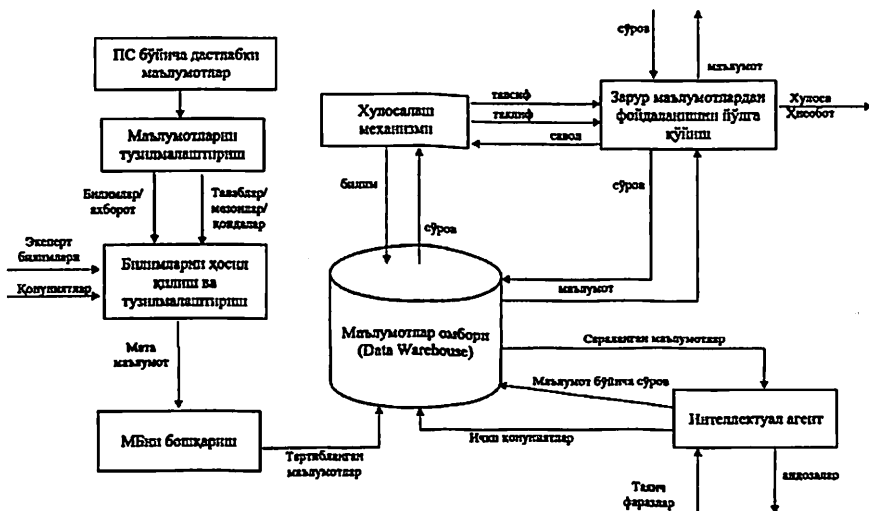 ПС бўйича дастлабки
маълумотлар
Маълумотларни
тузилмалаштириш
Билимлар/
ахборот
Талаблар/
мезонлар/
қоидалар
Эксперт
билимлари
Қонуниятлар
Билимларни ҳосил
қилиш ва
тузилмалаштириш
Мета
маълумот
МБни бошқариш
Тартибланган
маълумотлар
Хулосалаш
механизми
тавсиф
таклиф
савол
билим
сўров
сўров
маълумот
Зарур маълумотлардан
фойдаланишни йўлга
қўйиш
Хулоса
Ҳисобот
сўров
маълумот
Маълумотлар омбори
(Data Warehouse)
Сараланган маълумотлар
Маълумот бўйича сўров
Ички қонуниятлар
Интеллектуал агент
Таянч
фаразлар
андозалар